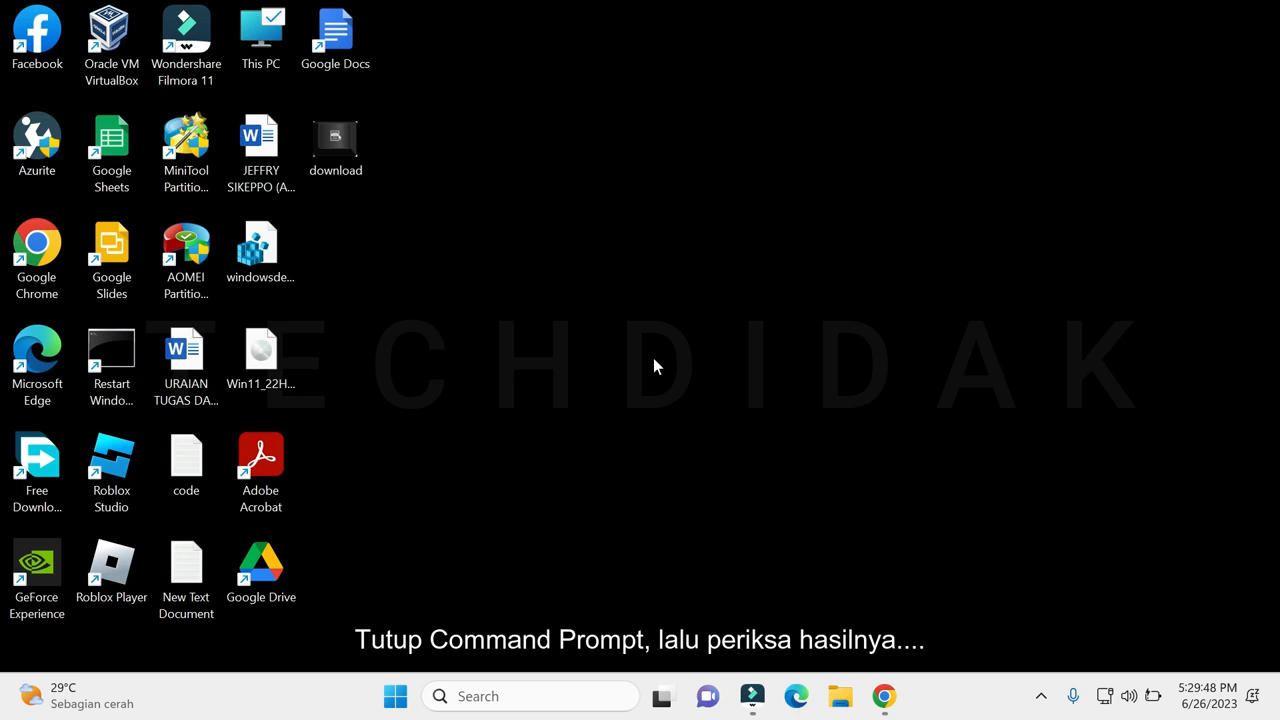 Facebook
Oracle VM
VirtualBox
Wondershare
Filmora 11
This PC
Google Docs
Azurite
Google
Sheets
MiniTool
Partitio...
JEFFRY
SIKEPPO (A...
download
Google
Chrome
Google
Slides
AOMEI
Partitio...
windowsde...
Microsoft
Edge
Restart
Windo...
URAIAN
TUGAS DA...
Win11_22H...
TECHDIDAK
Free
Downlo...
Roblox
Studio
code
Adobe
Acrobat
GeForce
Experience
Roblox Player
New Text
Document
Google Drive
Tutup Command Prompt, lalu periksa hasilnya....
29°C
Sebagian cerah
Search
5:29:48 PM
6/26/2023